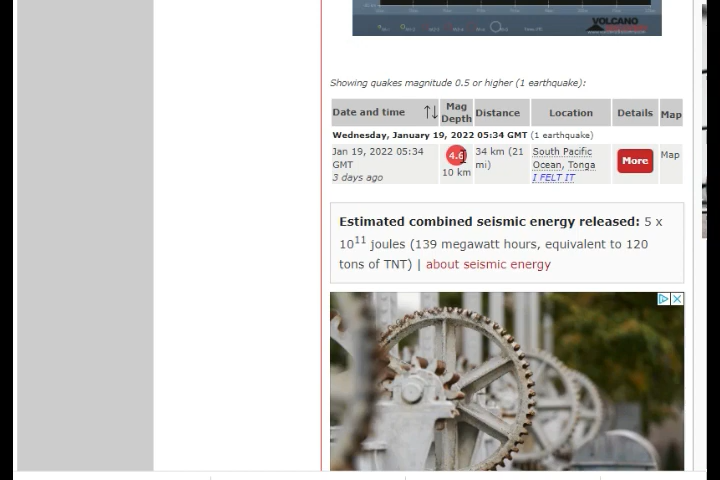 VOLCANO
Showing quakes magnitude 0.5 or higher (1 earthquake):
Date and time ↑↓ Mag Depth Distance Location Details Map
Wednesday, January 19, 2022 05:34 GMT (1 earthquake)
Jan 19, 2022 05:34 GMT
3 days ago
4.6
10 km
34 km (21 mi)
South Pacific
Ocean, Tonga
I FELT IT
More
Map
Estimated combined seismic energy released: 5 x
10¹¹ joules (139 megawatt hours, equivalent to 120
tons of TNT) | about seismic energy